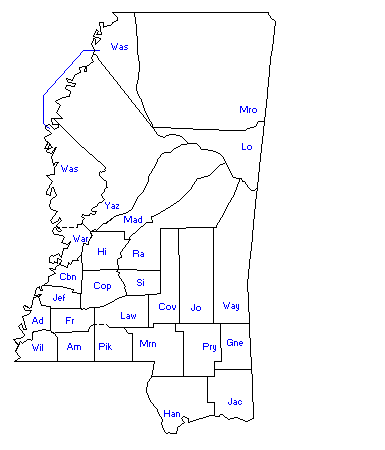 Was
Mro
Lo
Was
Yaz
Mad
War
Hi
Ra
Cbn
Cop
Si
Jef
Cov
Jo
Way
Ad
Fr
Law
Wil
Am
Pik
Mrn
Pry
Gne
Han
Jac